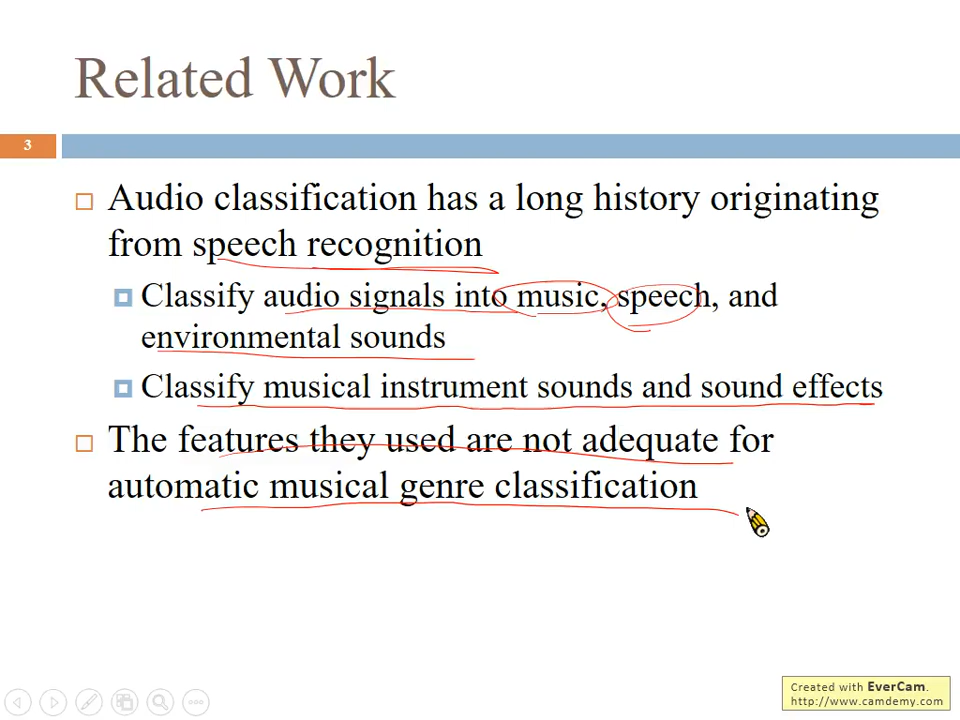 Related Work
3
Audio classification has a long history originating
from speech recognition
Classify audio signals into music, speech, and
environmental sounds
Classify musical instrument sounds and sound effects
The features they used are not adequate for
automatic musical genre classification
Created with EverCam.
http://www.camdemy.com